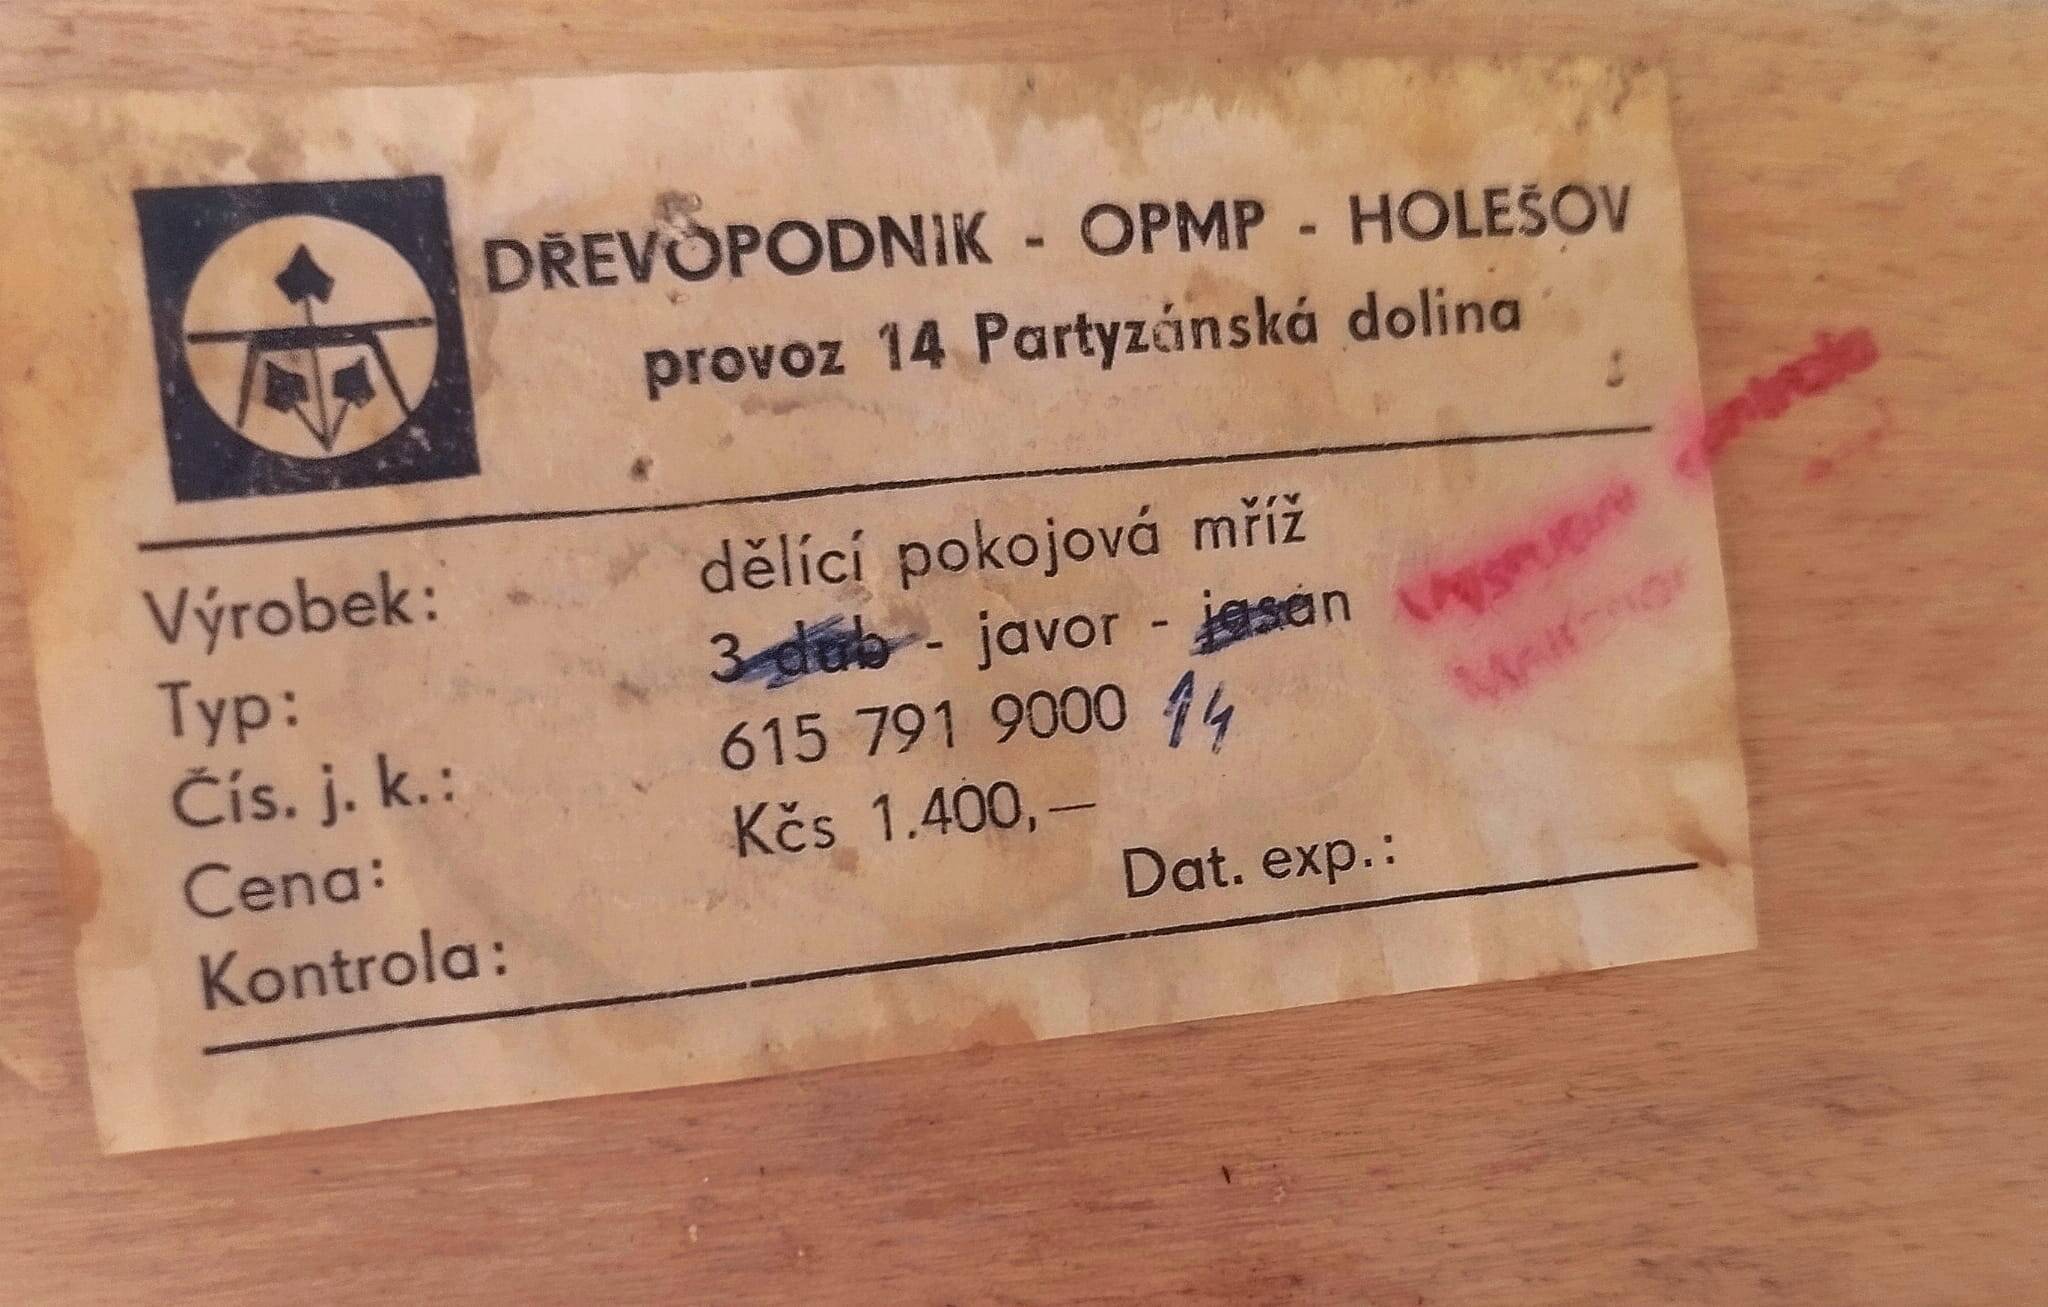 DŘEVOPODNIK - OPMP - HOLEŠOV
provoz 14 Partyzánská dolina
Výrobek: dělící pokojová mříž
Typ: 3 dub - javor - jasan
Čís. j. k.: 615 791 9000 14
Cena: Kčs 1.400,—
Kontrola: Dat. exp.: